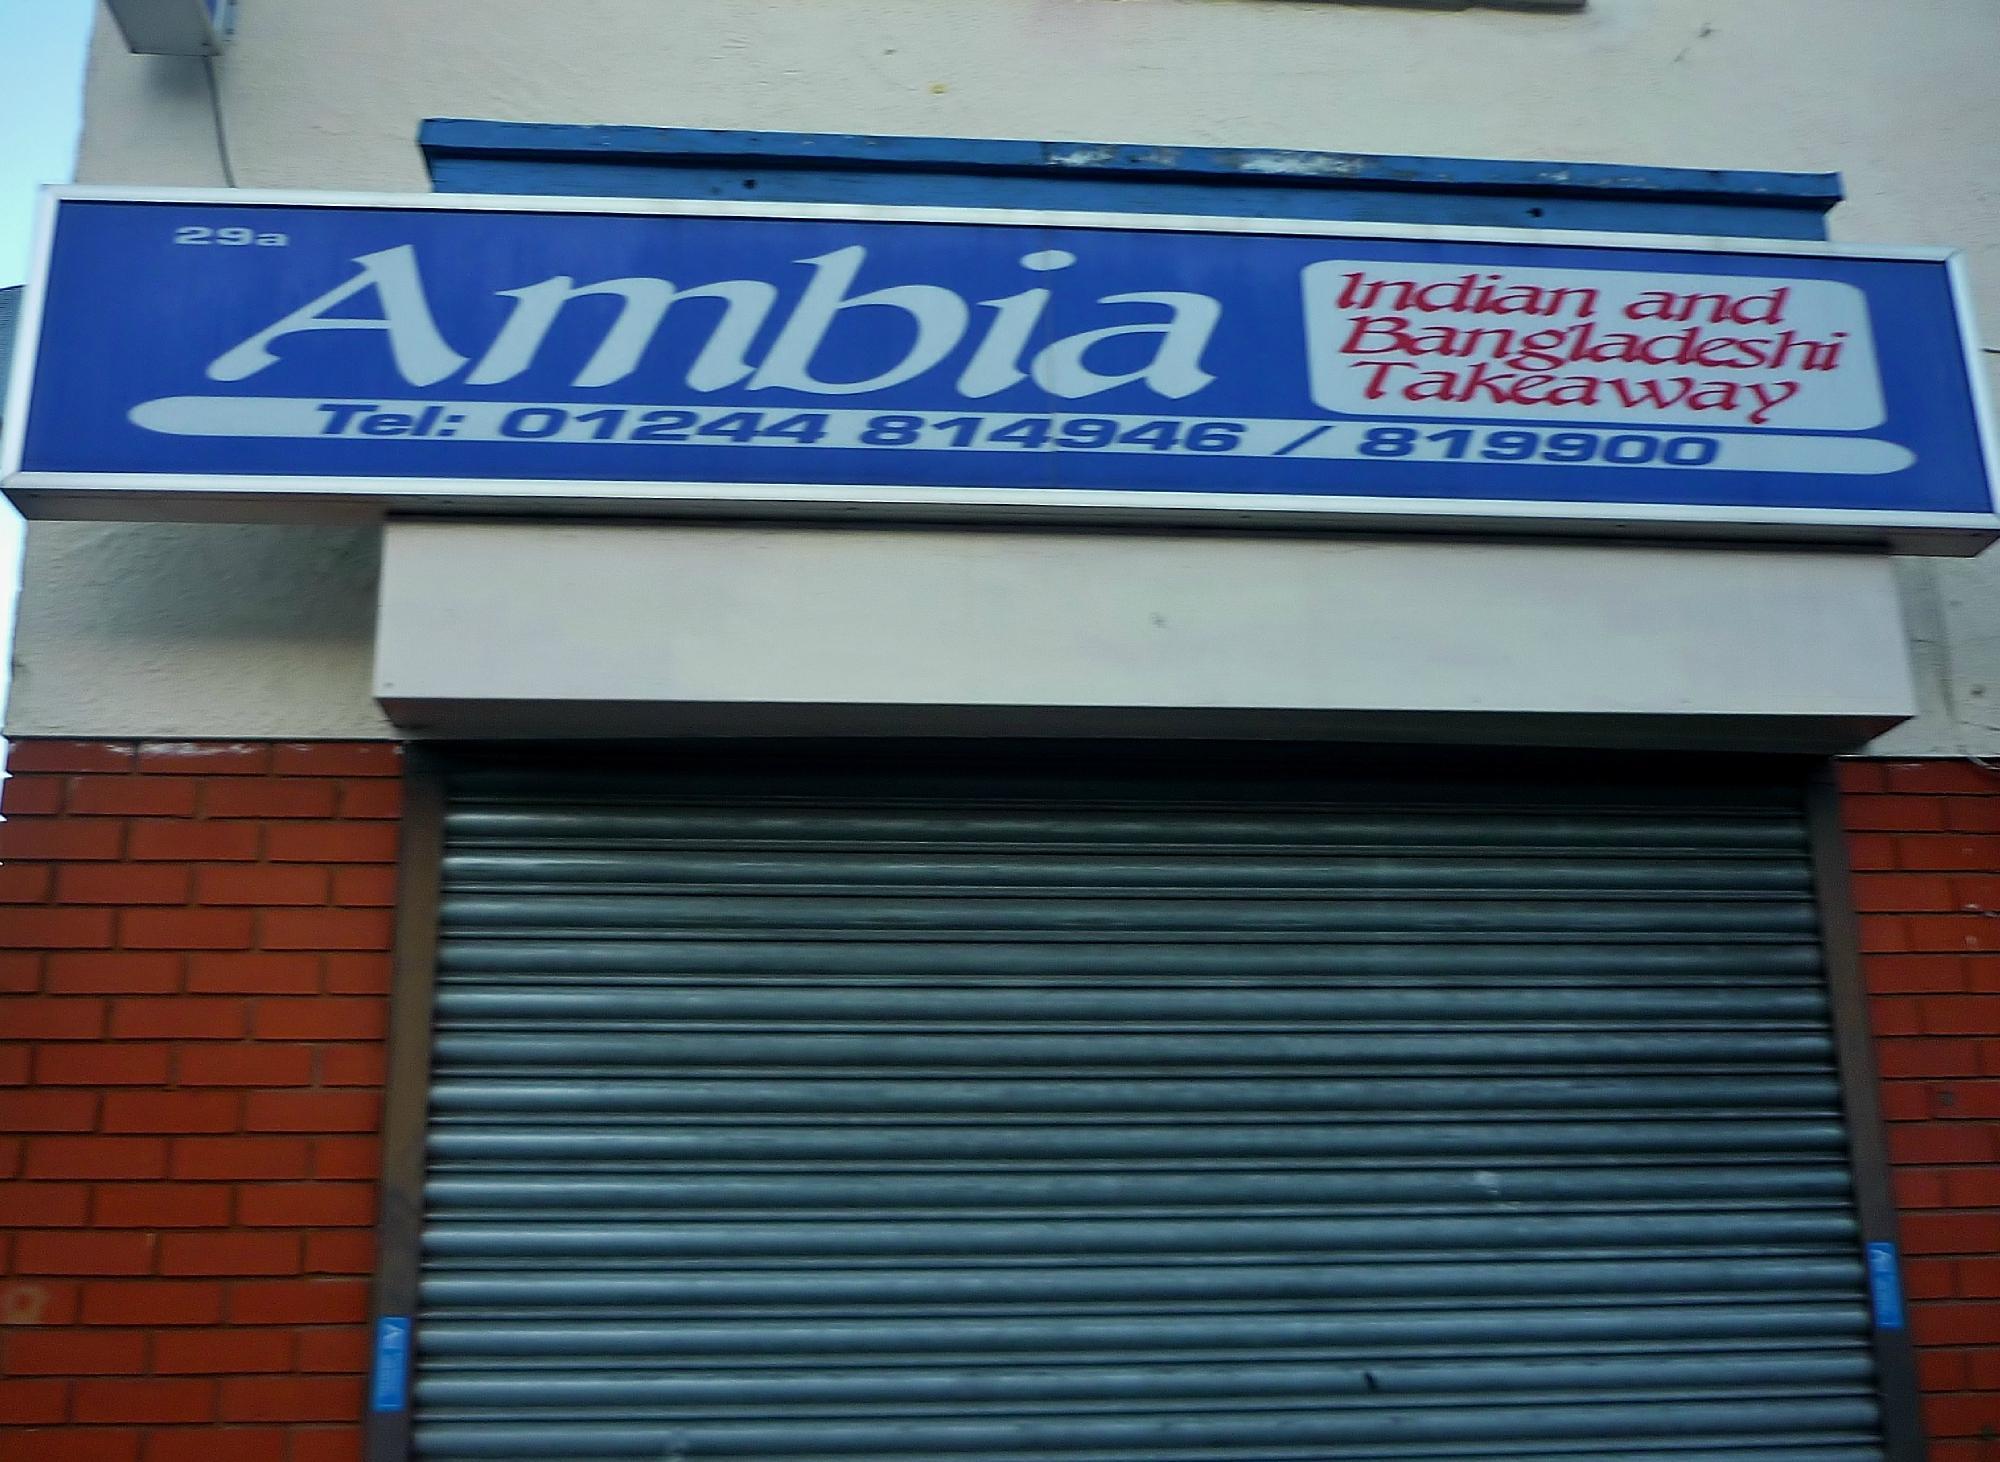 29a
Ambia
Indian and
Bangladeshi
Takeaway
Tel: 01244 814946 / 819900